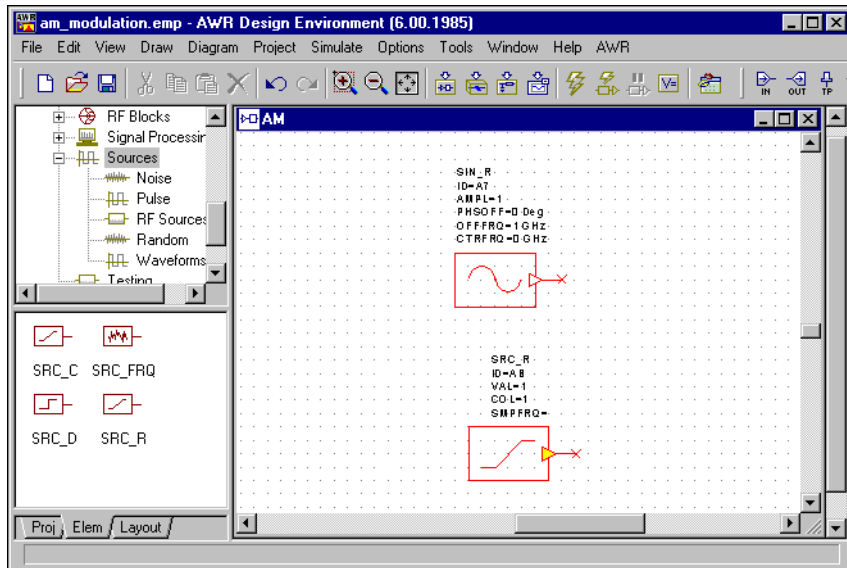 am_modulation.emp - AWR Design Environment (6.00.1985)
File Edit View Draw Diagram Project Simulate Options Tools Window Help AWR
V=
IN OUT TP
RF Blocks
Signal Processir
Sources
Noise
Pulse
RF Sources
Random
Waveforms
Testing
SRC_C SRC_FRQ
SRC_D SRC_R
Proj Elem Layout
AM
SIN_R
ID=A7
AMPL=1
PHSOFF=0 Deg
OFFFRQ=1 GHz
CTRFRQ=0 GHz
SRC_R
ID=A8
VAL=1
COL=1
SMPFRQ=